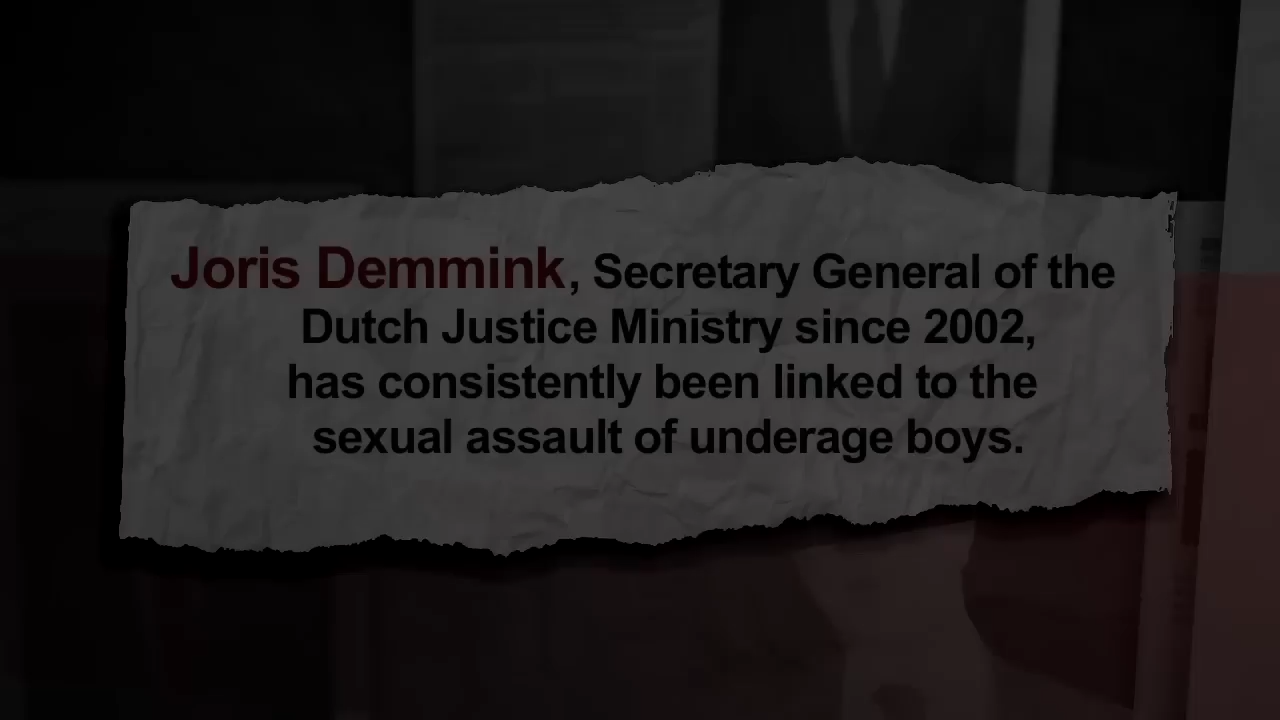 Joris Demmink, Secretary General of the
Dutch Justice Ministry since 2002,
has consistently been linked to the
sexual assault of underage boys.